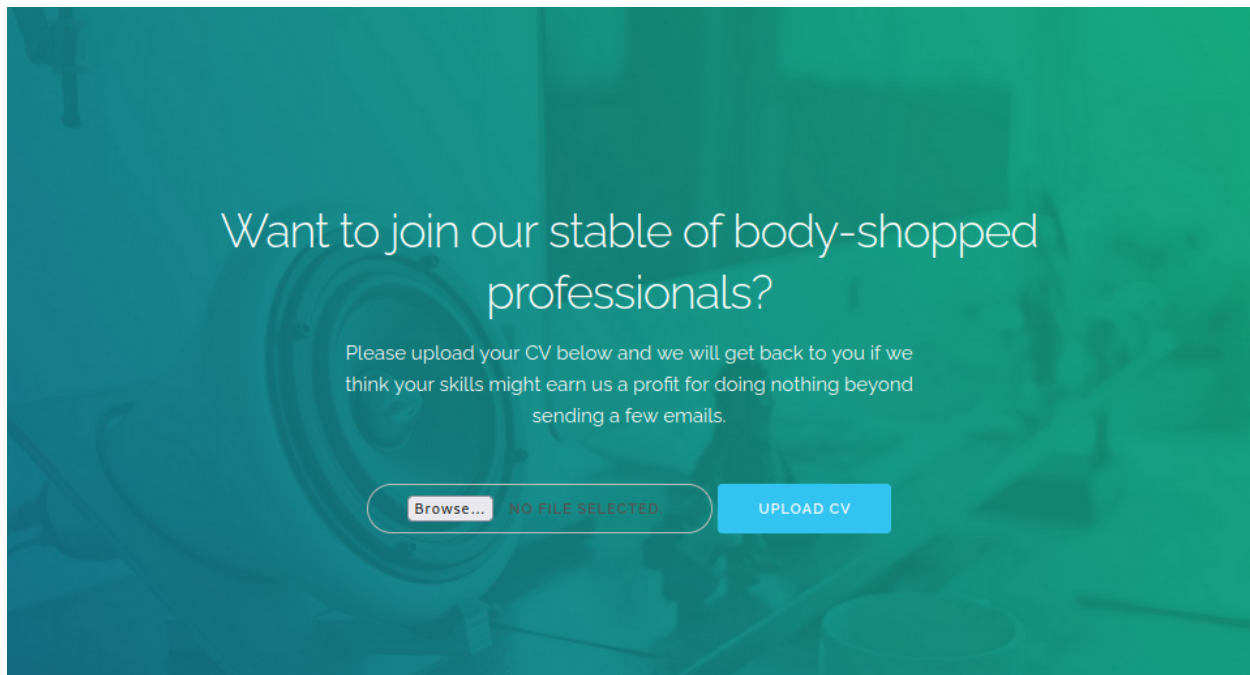 Want to join our stable of body-shopped
professionals?
Please upload your CV below and we will get back to you if we
think your skills might earn us a profit for doing nothing beyond
sending a few emails.
Browse... NO FILE SELECTED.
UPLOAD CV